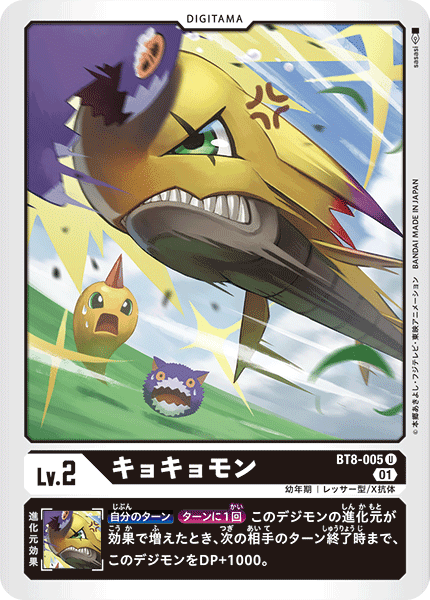 DIGITAMA
sasasi
© 本郷あきよし・フジテレビ・東映アニメーション BANDAI MADE IN JAPAN
Lv.2
キョキョモン
BT8-005 U
01
幼年期｜レッサー型/X抗体
進化元効果
自分のターン ターンに1回 このデジモンの進化元が
効果で増えたとき、次の相手のターン終了時まで、
このデジモンをDP+1000。